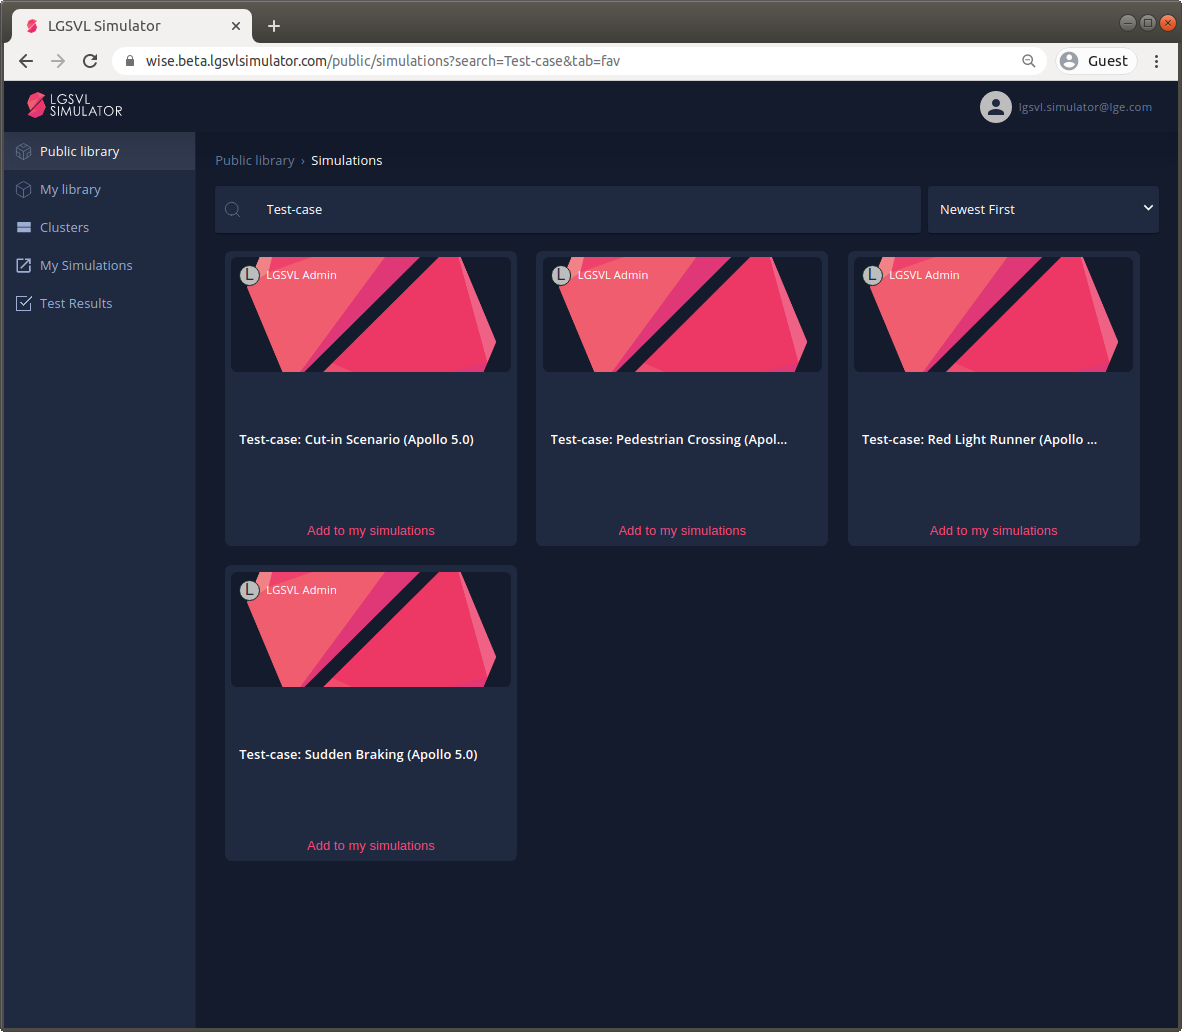 LGSVL Simulator
wise.beta.lgsvlsimulator.com/public/simulations?search=Test-case&tab=fav
Guest
LGSVL
SIMULATOR
lgsvl.simulator@lge.com
Public library
My library
Clusters
My Simulations
Test Results
Public library › Simulations
Test-case
Newest First
L LGSVL Admin
Test-case: Cut-in Scenario (Apollo 5.0)
Add to my simulations
L LGSVL Admin
Test-case: Pedestrian Crossing (Apol...
Add to my simulations
L LGSVL Admin
Test-case: Red Light Runner (Apollo ...
Add to my simulations
L LGSVL Admin
Test-case: Sudden Braking (Apollo 5.0)
Add to my simulations